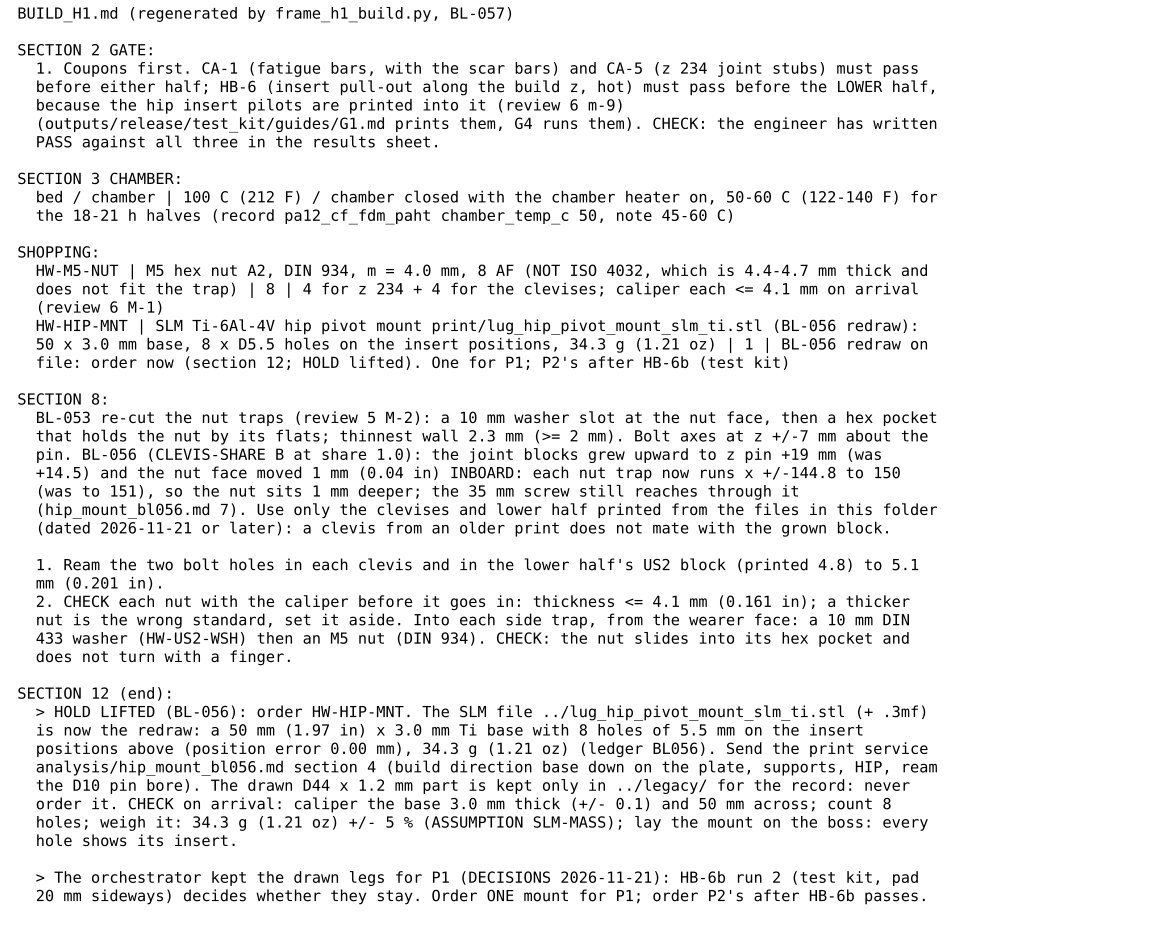 BUILD_H1.md (regenerated by frame_h1_build.py, BL-057)
SECTION 2 GATE:
1. Coupons first. CA-1 (fatigue bars, with the scar bars) and CA-5 (z 234 joint stubs) must pass
before either half; HB-6 (insert pull-out along the build z, hot) must pass before the LOWER half,
because the hip insert pilots are printed into it (review 6 m-9)
(outputs/release/test_kit/guides/G1.md prints them, G4 runs them). CHECK: the engineer has written
PASS against all three in the results sheet.
SECTION 3 CHAMBER:
bed / chamber | 100 C (212 F) / chamber closed with the chamber heater on, 50-60 C (122-140 F) for
the 18-21 h halves (record pa12_cf_fdm_paht chamber_temp_c 50, note 45-60 C)
SHOPPING:
HW-M5-NUT | M5 hex nut A2, DIN 934, m = 4.0 mm, 8 AF (NOT ISO 4032, which is 4.4-4.7 mm thick and
does not fit the trap) | 8 | 4 for z 234 + 4 for the clevises; caliper each <= 4.1 mm on arrival
(review 6 M-1)
HW-HIP-MNT | SLM Ti-6Al-4V hip pivot mount print/lug_hip_pivot_mount_slm_ti.stl (BL-056 redraw):
50 x 3.0 mm base, 8 x D5.5 holes on the insert positions, 34.3 g (1.21 oz) | 1 | BL-056 redraw on
file: order now (section 12; HOLD lifted). One for P1; P2's after HB-6b (test kit)
SECTION 8:
BL-053 re-cut the nut traps (review 5 M-2): a 10 mm washer slot at the nut face, then a hex pocket
that holds the nut by its flats; thinnest wall 2.3 mm (>= 2 mm). Bolt axes at z +/-7 mm about the
pin. BL-056 (CLEVIS-SHARE B at share 1.0): the joint blocks grew upward to z pin +19 mm (was
+14.5) and the nut face moved 1 mm (0.04 in) INBOARD: each nut trap now runs x +/-144.8 to 150
(was to 151), so the nut sits 1 mm deeper; the 35 mm screw still reaches through it
(hip_mount_bl056.md 7). Use only the clevises and lower half printed from the files in this folder
(dated 2026-11-21 or later): a clevis from an older print does not mate with the grown block.
1. Ream the two bolt holes in each clevis and in the lower half's US2 block (printed 4.8) to 5.1
mm (0.201 in).
2. CHECK each nut with the caliper before it goes in: thickness <= 4.1 mm (0.161 in); a thicker
nut is the wrong standard, set it aside. Into each side trap, from the wearer face: a 10 mm DIN
433 washer (HW-US2-WSH) then an M5 nut (DIN 934). CHECK: the nut slides into its hex pocket and
does not turn with a finger.
SECTION 12 (end):
> HOLD LIFTED (BL-056): order HW-HIP-MNT. The SLM file ../lug_hip_pivot_mount_slm_ti.stl (+ .3mf)
is now the redraw: a 50 mm (1.97 in) x 3.0 mm Ti base with 8 holes of 5.5 mm on the insert
positions above (position error 0.00 mm), 34.3 g (1.21 oz) (ledger BL056). Send the print service
analysis/hip_mount_bl056.md section 4 (build direction base down on the plate, supports, HIP, ream
the D10 pin bore). The drawn D44 x 1.2 mm part is kept only in ../legacy/ for the record: never
order it. CHECK on arrival: caliper the base 3.0 mm thick (+/- 0.1) and 50 mm across; count 8
holes; weigh it: 34.3 g (1.21 oz) +/- 5 % (ASSUMPTION SLM-MASS); lay the mount on the boss: every
hole shows its insert.
> The orchestrator kept the drawn legs for P1 (DECISIONS 2026-11-21): HB-6b run 2 (test kit, pad
20 mm sideways) decides whether they stay. Order ONE mount for P1; order P2's after HB-6b passes.